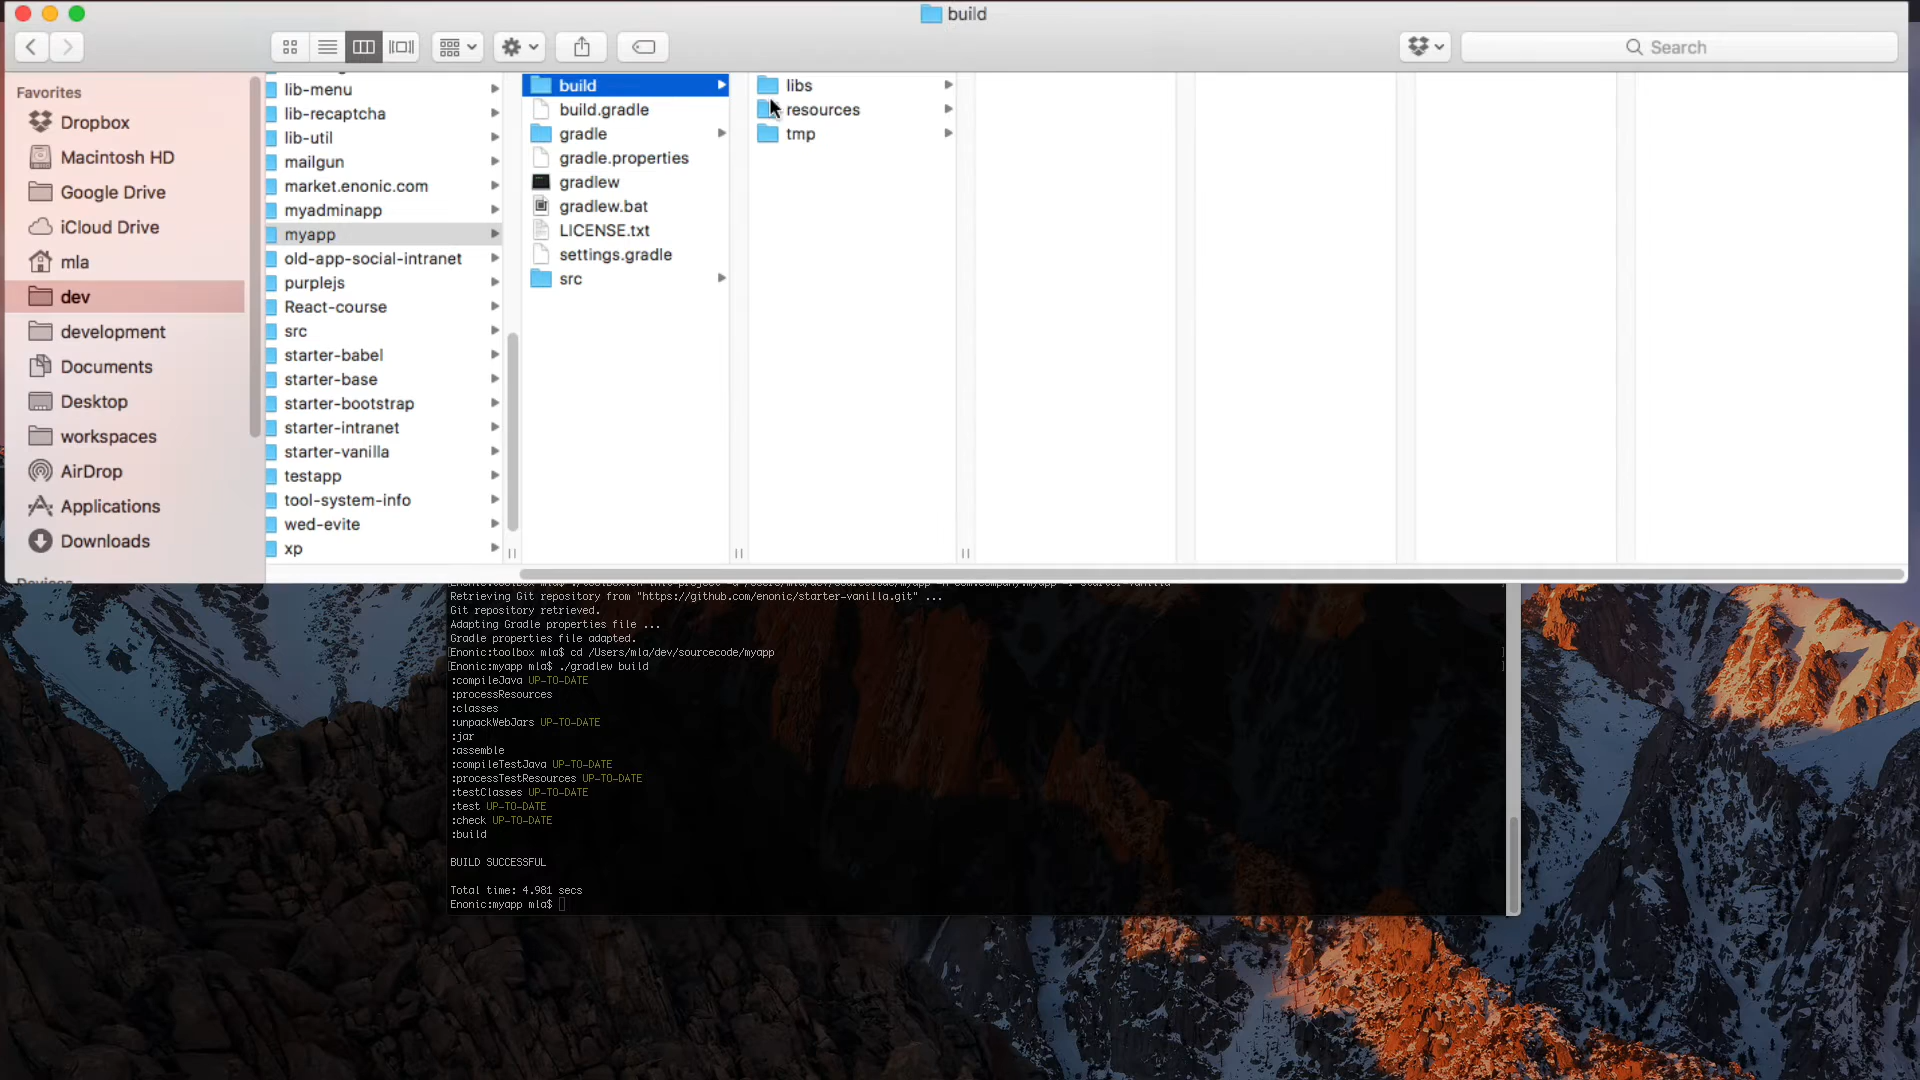 build
Search
Favorites
Dropbox
Macintosh HD
Google Drive
iCloud Drive
mla
dev
development
Documents
Desktop
workspaces
AirDrop
Applications
Downloads
Devices
lib-menu
lib-recaptcha
lib-util
mailgun
market.enonic.com
myadminapp
myapp
old-app-social-intranet
purplejs
React-course
src
starter-babel
starter-base
starter-bootstrap
starter-intranet
starter-vanilla
testapp
tool-system-info
wed-evite
xp
build
build.gradle
gradle
gradle.properties
gradlew
gradlew.bat
LICENSE.txt
settings.gradle
src
libs
resources
tmp
Retrieving Git repository from "https://github.com/enonic/starter-vanilla.git" ...
Git repository retrieved.
Adapting Gradle properties file ...
Gradle properties file adapted.
[Enonic:toolbox mla$ cd /Users/mla/dev/sourcecode/myapp ]
[Enonic:myapp mla$ ./gradlew build ]
:compileJava UP-TO-DATE
:processResources
:classes
:unpackWebJars UP-TO-DATE
:jar
:assemble
:compileTestJava UP-TO-DATE
:processTestResources UP-TO-DATE
:testClasses UP-TO-DATE
:test UP-TO-DATE
:check UP-TO-DATE
:build
BUILD SUCCESSFUL
Total time: 4.981 secs
Enonic:myapp mla$